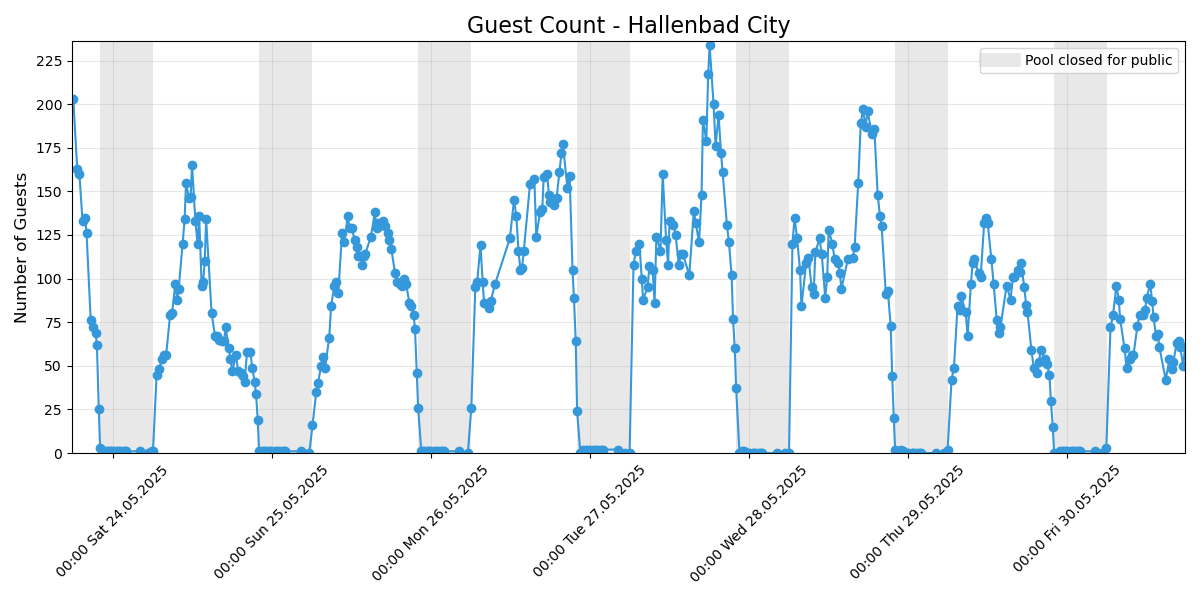 Guest Count - Hallenbad City
Pool closed for public
Number of Guests
225
200
175
150
125
100
75
50
25
0
00:00 Sat 24.05.2025
00:00 Sun 25.05.2025
00:00 Mon 26.05.2025
00:00 Tue 27.05.2025
00:00 Wed 28.05.2025
00:00 Thu 29.05.2025
00:00 Fri 30.05.2025